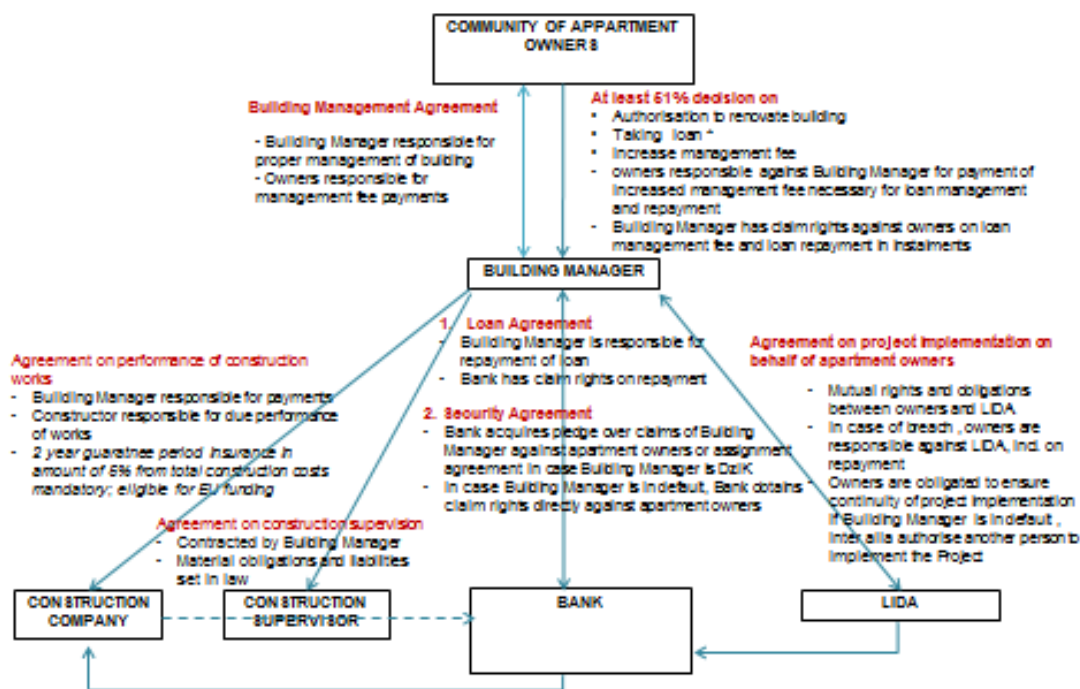 COMMUNITY OF APPARTMENT
OWNERS
Building Management Agreement
- Building Manager responsible for
proper management of building
- Owners responsible for
management fee payments
At least 51% decision on
• Authorisation to renovate building
• Taking loan *
• Increase management fee
- owners responsible against Building Manager for payment of
increased management fee necessary for loan management
and repayment
- Building Manager has claim rights against owners on loan
management fee and loan repayment in instalments
BUILDING MANAGER
Agreement on performance of construction
works
- Building Manager responsible for payments
- Constructor responsible for due performance
of works
- 2 year guaratnee period insurance in
amount of 5% from total construction costs
mandatory; eligible for EU funding
Agreement on construction supervision
- Contracted by Building Manager
- Material obligations and liabilities
set in law
1. Loan Agreement
- Building Manager is responsible for
repayment of loan
- Bank has claim rights on repayment
2. Security Agreement
- Bank acquires pledge over claims of Building
Manager against apartment owners or assignment
agreement in case Building Manager is DzIK
- In case Building Manager is in default, Bank obtains
claim rights directly against apartment owners
Agreement on project implementation on
behalf of apartment owners
- Mutual rights and obligations
between owners and LIDA
- In case of breach , owners are
responsible against LIDA, incl. on
repayment
- Owners are obligated to ensure
continuity of project implementation
if Building Manager is in default ,
inter alia authorise another person to
implement the Project
CONSTRUCTION
COMPANY
CONSTRUCTION
SUPERVISOR
BANK
LIDA